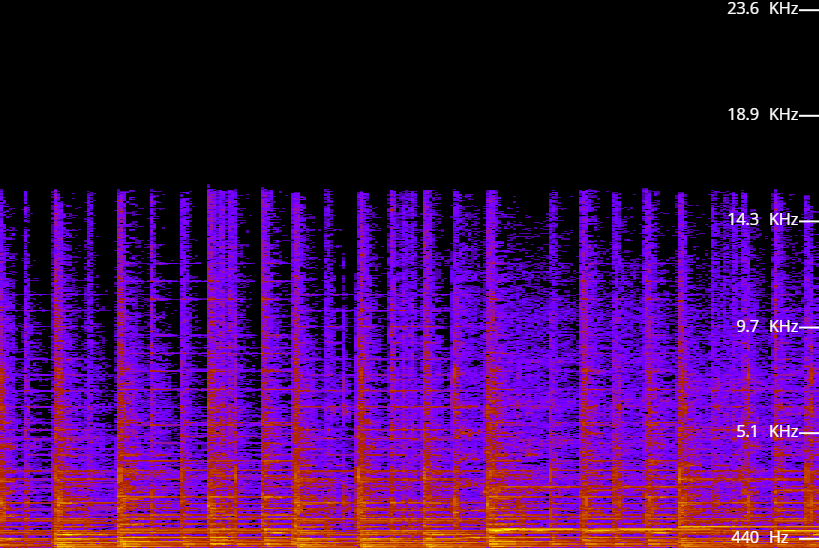 23.6 KHz
18.9 KHz
14.3 KHz
9.7 KHz
5.1 KHz
440 Hz